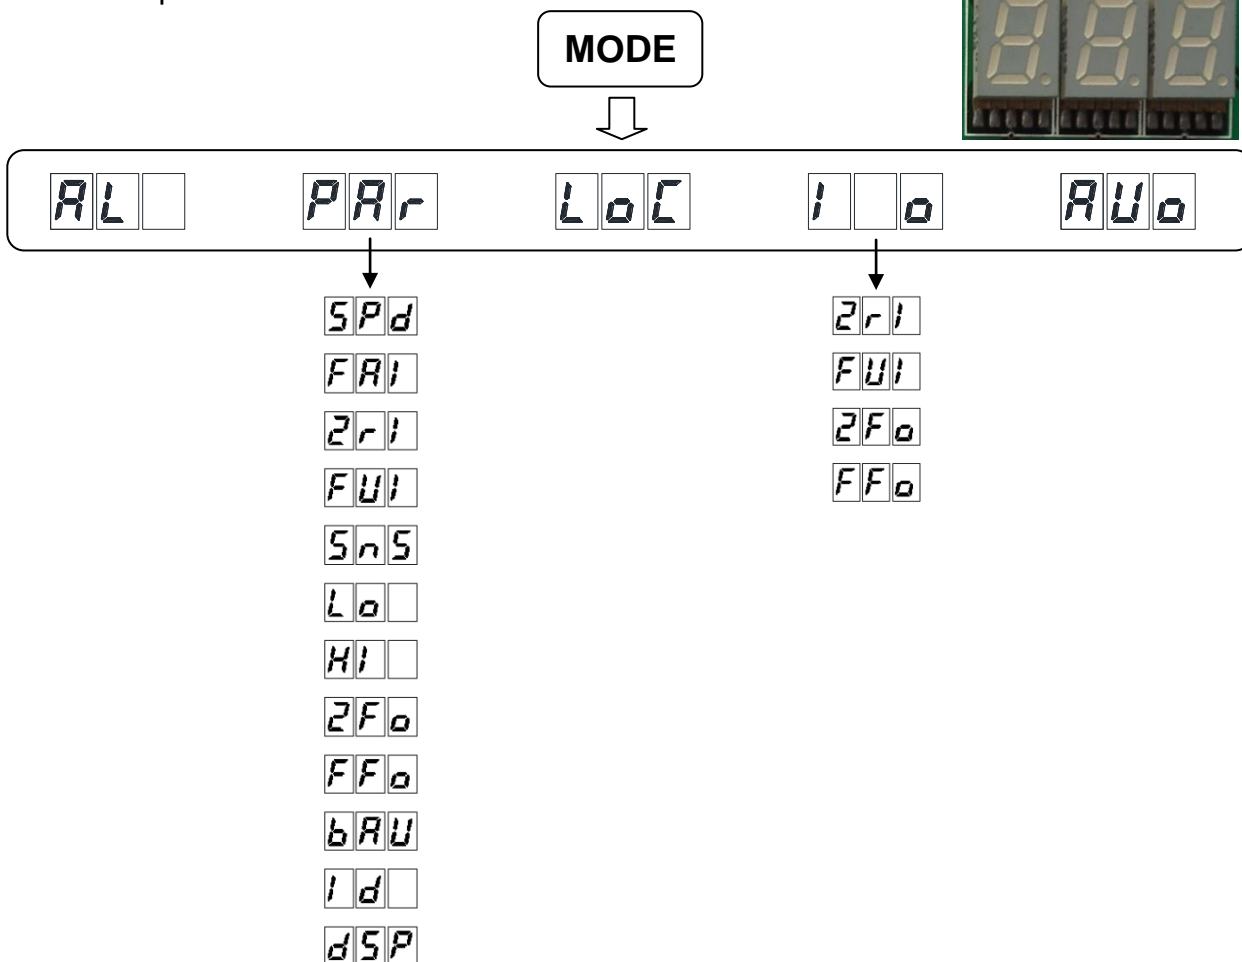 MODE
AL PAr LoC I o AUo
SPd 2rI
FAI FUI
2rI 2Fo
FUI FFo
SnS
Lo
HI
2Fo
FFo
bAU
Id
dSP